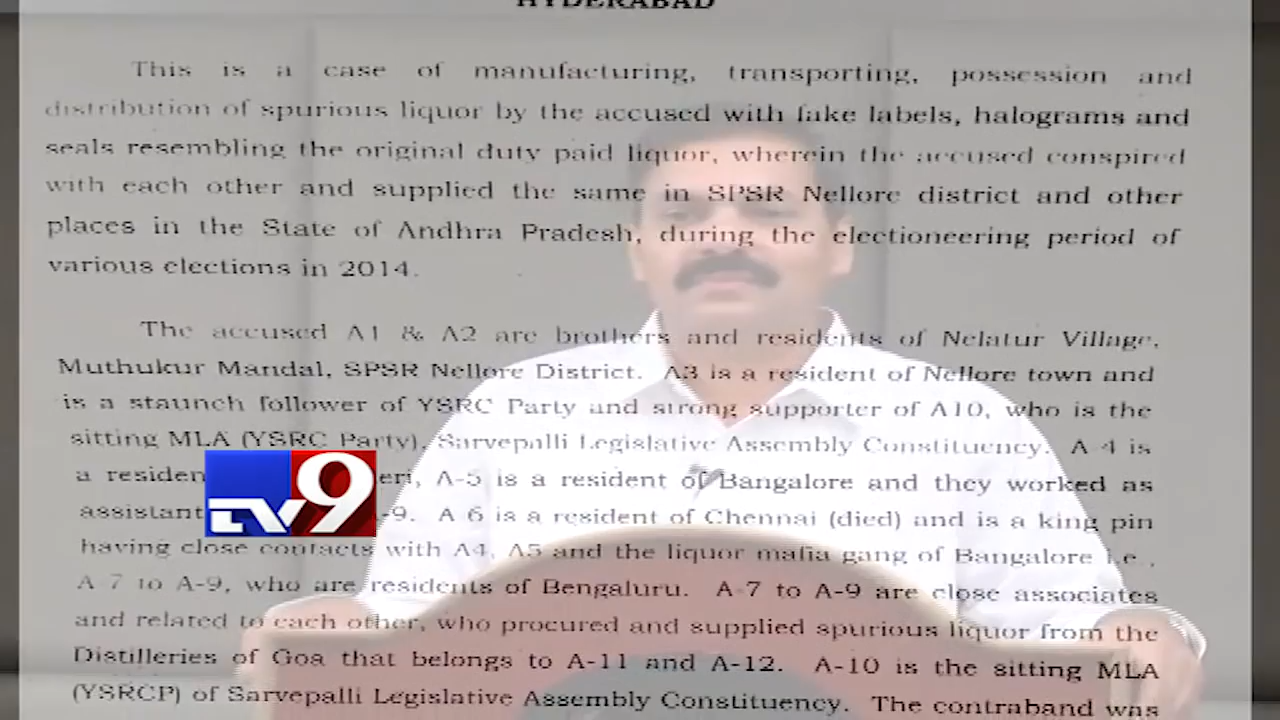 HYDERABAD
This is a case of manufacturing, transporting, possession and
distribution of spurious liquor by the accused with fake labels, halograms and
seals resembling the original duty paid liquor, wherein the accused conspired
with each other and supplied the same in SPSR Nellore district and other
places in the State of Andhra Pradesh, during the electioneering period of
various elections in 2014.
The accused A1 & A2 are brothers and residents of Nelatur Village,
Muthukur Mandal, SPSR Nellore District. A3 is a resident of Nellore town and
is a staunch follower of YSRC Party and strong supporter of A10, who is the
sitting MLA (YSRC Party), Sarvepalli Legislative Assembly Constituency. A-4 is
a residen eri, A-5 is a resident of Bangalore and they worked as
assistant -9. A 6 is a resident of Chennai (died) and is a king pin
having close contacts with A4, A5 and the liquor mafia gang of Bangalore i.e.,
A-7 to A-9, who are residents of Bengaluru. A-7 to A-9 are close associates
and related to each other, who procured and supplied spurious liquor from the
Distilleries of Goa that belongs to A-11 and A-12. A-10 is the sitting MLA
(YSRCP) of Sarvepalli Legislative Assembly Constituency. The contraband was
TV9